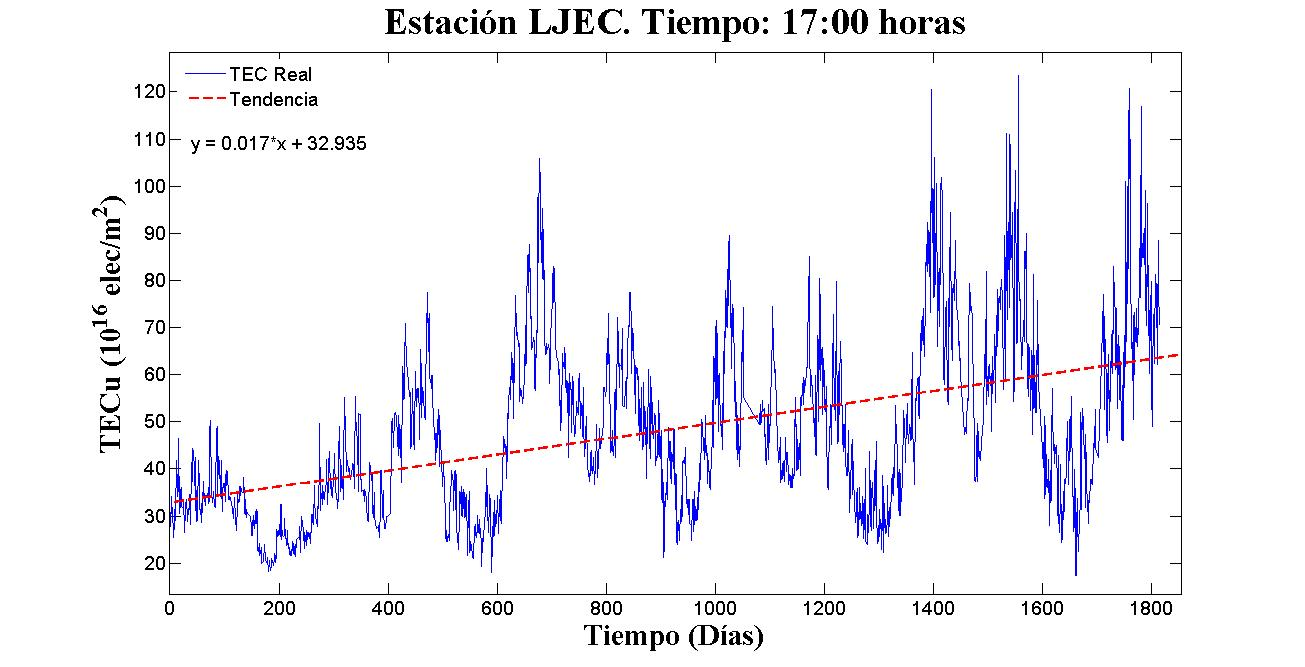 Estación LJEC. Tiempo: 17:00 horas
TEC Real
Tendencia
y = 0.017*x + 32.935
TECu (10¹⁶ elec/m²)
120
110
100
90
80
70
60
50
40
30
20
0 200 400 600 800 1000 1200 1400 1600 1800
Tiempo (Días)